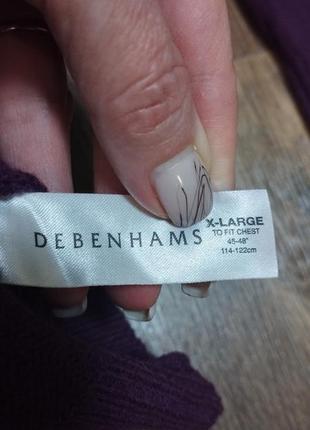 DEBENHAMS
X-LARGE
TO FIT CHEST
45-48"
114-122cm